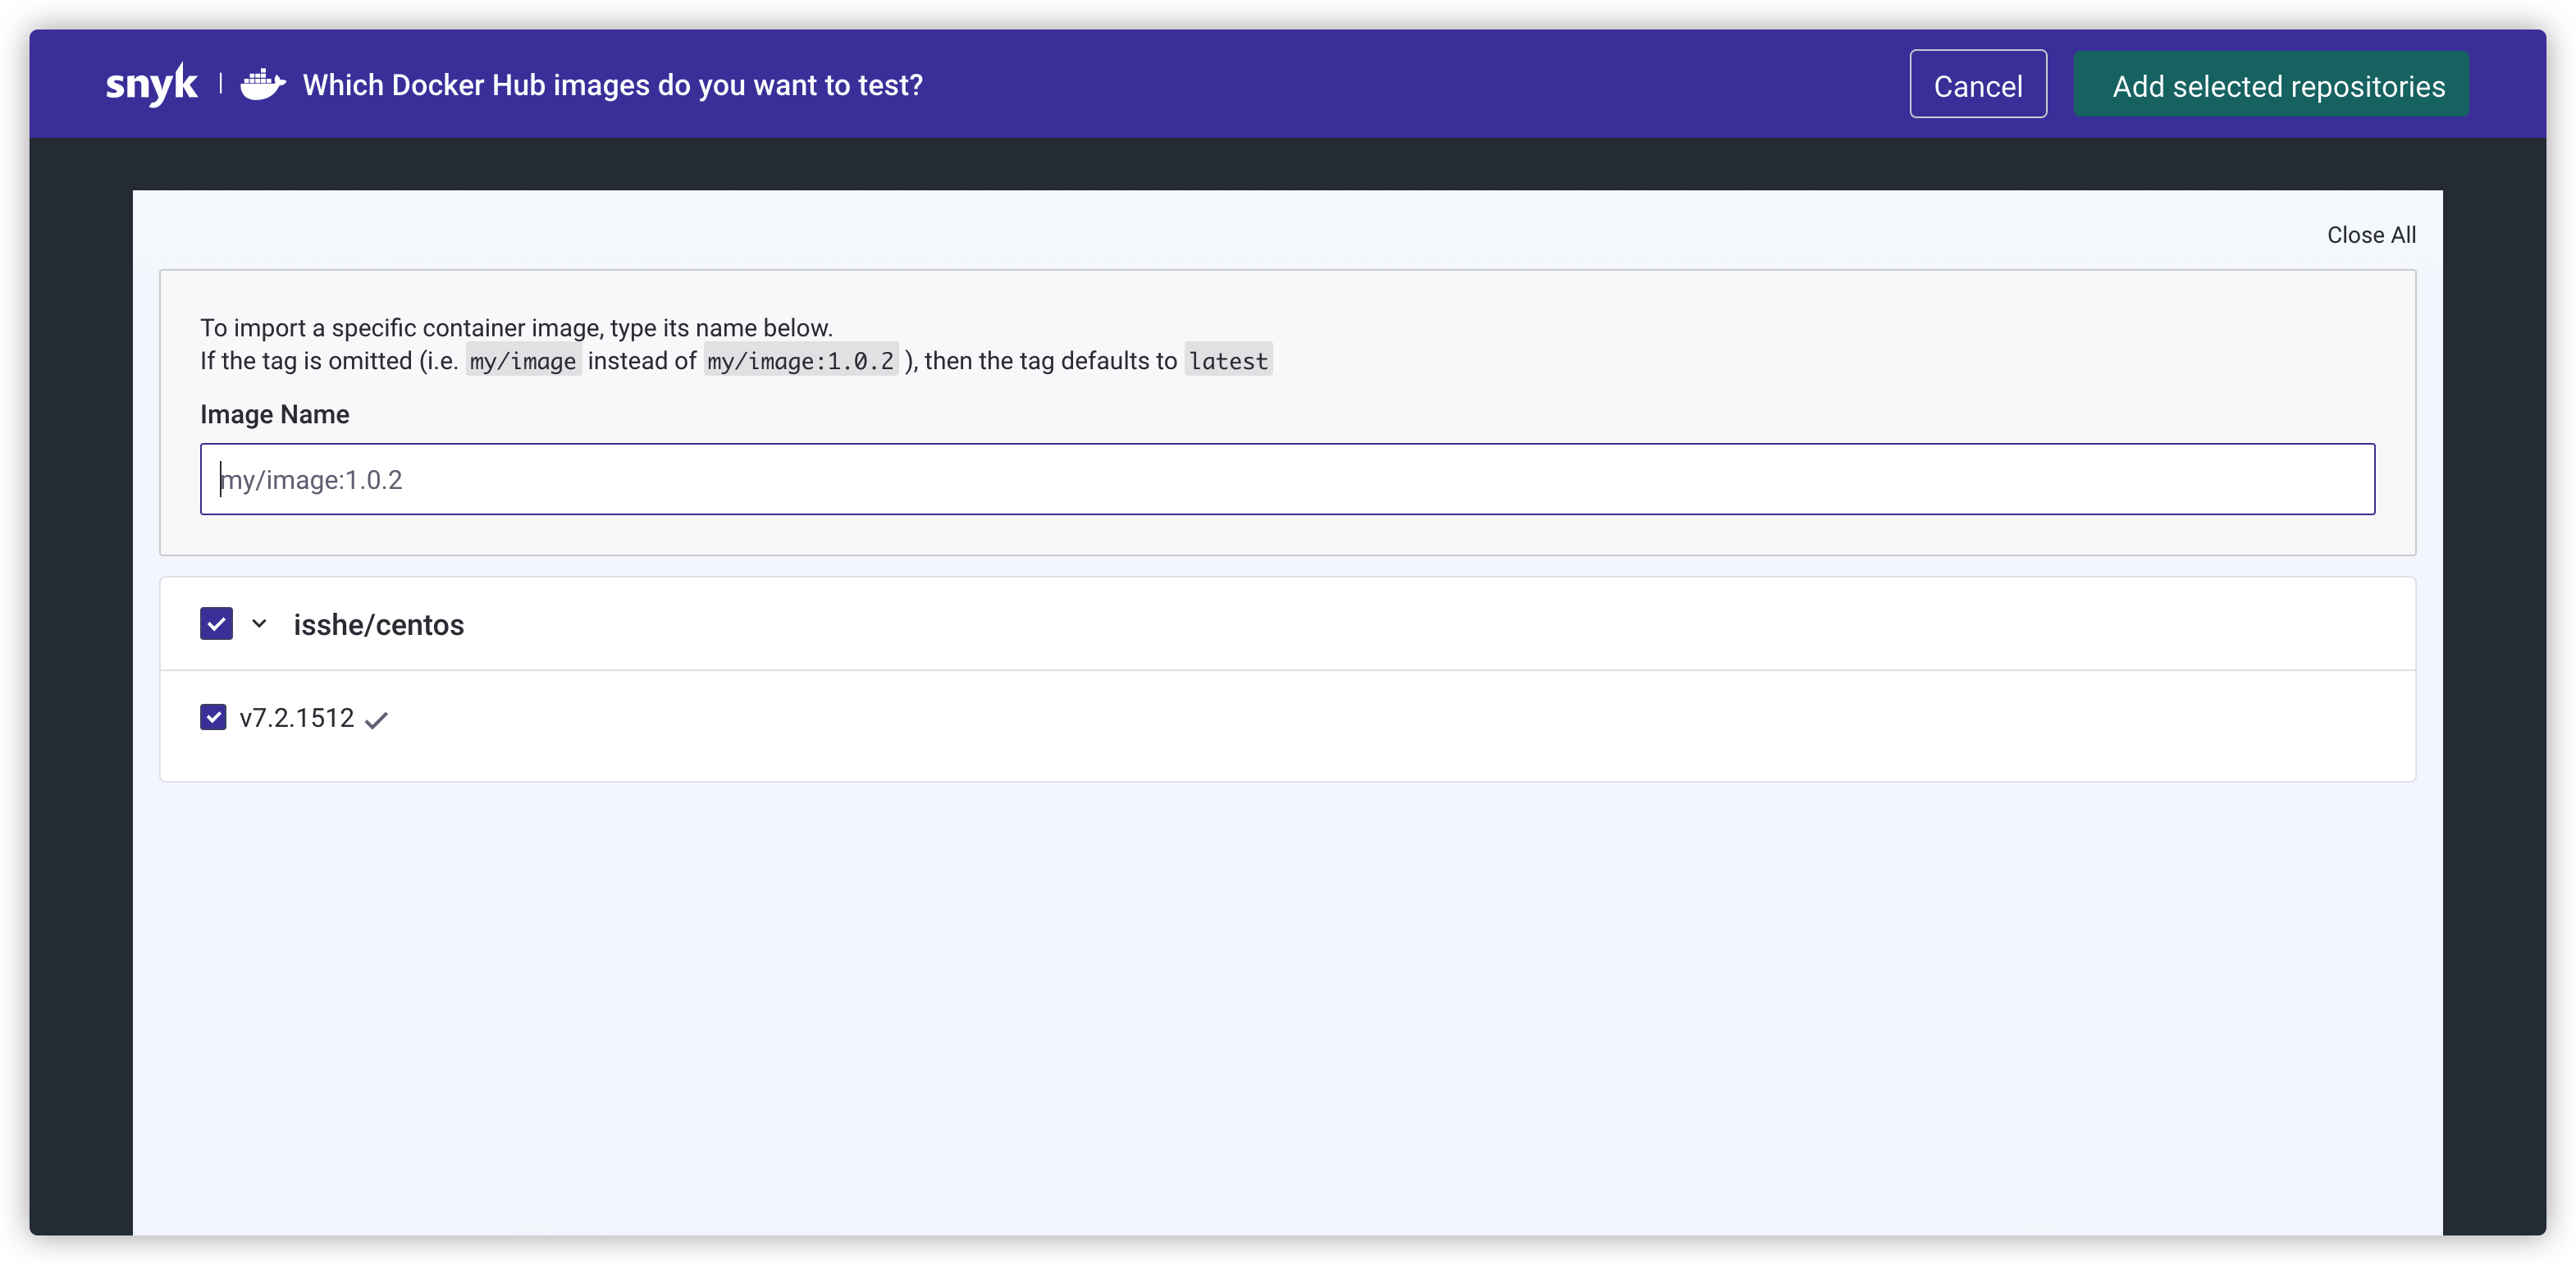 snyk | Which Docker Hub images do you want to test?
Cancel
Add selected repositories
Close All
To import a specific container image, type its name below.
If the tag is omitted (i.e. my/image instead of my/image:1.0.2 ), then the tag defaults to latest
Image Name
my/image:1.0.2
isshe/centos
v7.2.1512